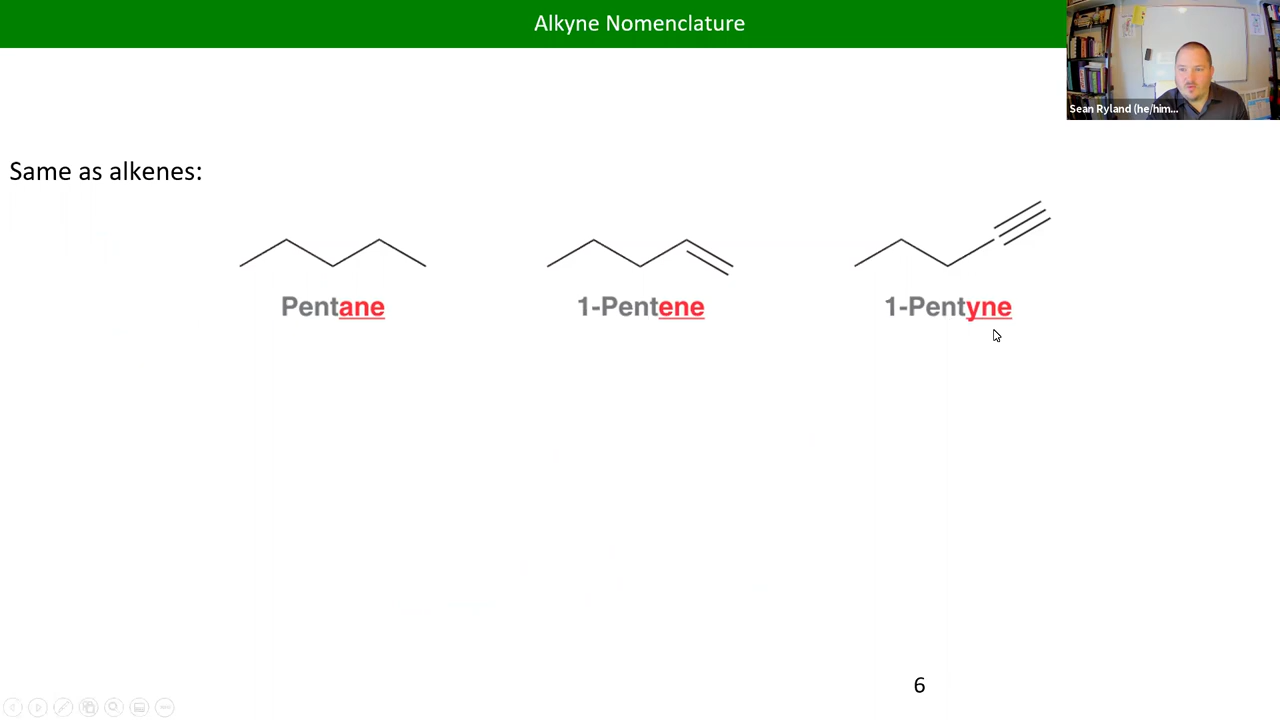 Alkyne Nomenclature
Sean Ryland (he/him...
Same as alkenes:
Pentane
1-Pentene
1-Pentyne
6